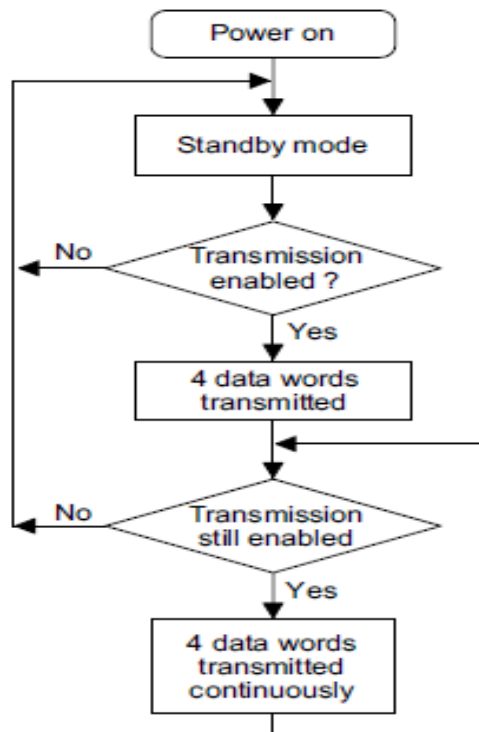 Power on
Standby mode
Transmission
enabled ?
No
Yes
4 data words
transmitted
Transmission
still enabled
No
Yes
4 data words
transmitted
continuously